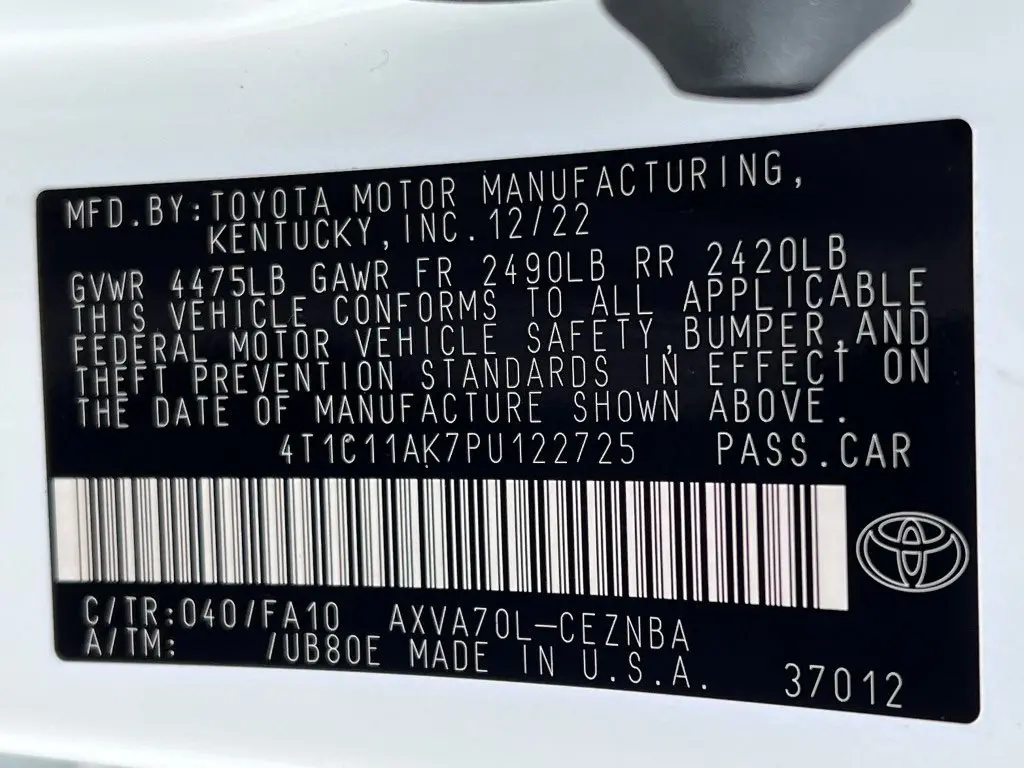 MFD.BY:TOYOTA MOTOR MANUFACTURING,
KENTUCKY,INC.12/22
GVWR 4475LB GAWR FR 2490LB RR 2420LB
THIS VEHICLE CONFORMS TO ALL APPLICABLE
FEDERAL MOTOR VEHICLE SAFETY,BUMPER,AND
THEFT PREVENTION STANDARDS IN EFFECT ON
THE DATE OF MANUFACTURE SHOWN ABOVE.
4T1C11AK7PU122725 PASS.CAR
C/TR:040/FA10 AXVA70L-CEZNBA
A/TM: /UB80E MADE IN U.S.A.
37012